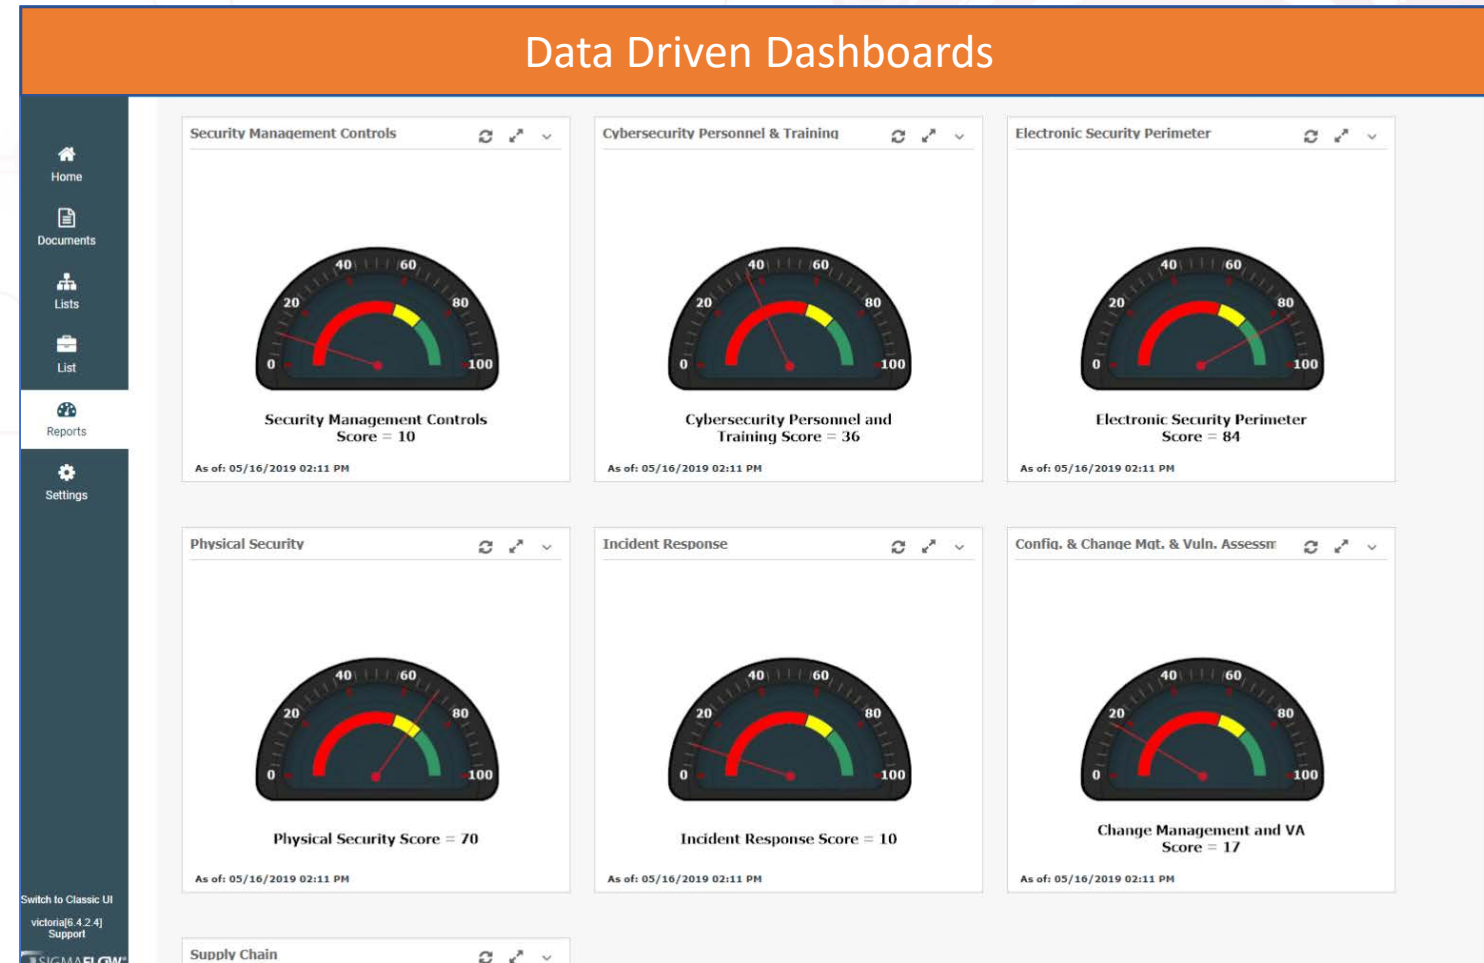 Data Driven Dashboards
Home
Documents
Lists
List
Reports
Settings
Switch to Classic UI
victoria[6.4.2.4]
Support
SIGMAFLOW®
Security Management Controls
0 20 40 60 80 100
Security Management Controls
Score = 10
As of: 05/16/2019 02:11 PM
Cybersecurity Personnel & Training
0 20 40 60 80 100
Cybersecurity Personnel and
Training Score = 36
As of: 05/16/2019 02:11 PM
Electronic Security Perimeter
0 20 40 60 80 100
Electronic Security Perimeter
Score = 84
As of: 05/16/2019 02:11 PM
Physical Security
0 20 40 60 80 100
Physical Security Score = 70
As of: 05/16/2019 02:11 PM
Incident Response
0 20 40 60 80 100
Incident Response Score = 10
As of: 05/16/2019 02:11 PM
Config. & Change Mgt. & Vuln. Assessm
0 20 40 60 80 100
Change Management and VA
Score = 17
As of: 05/16/2019 02:11 PM
Supply Chain